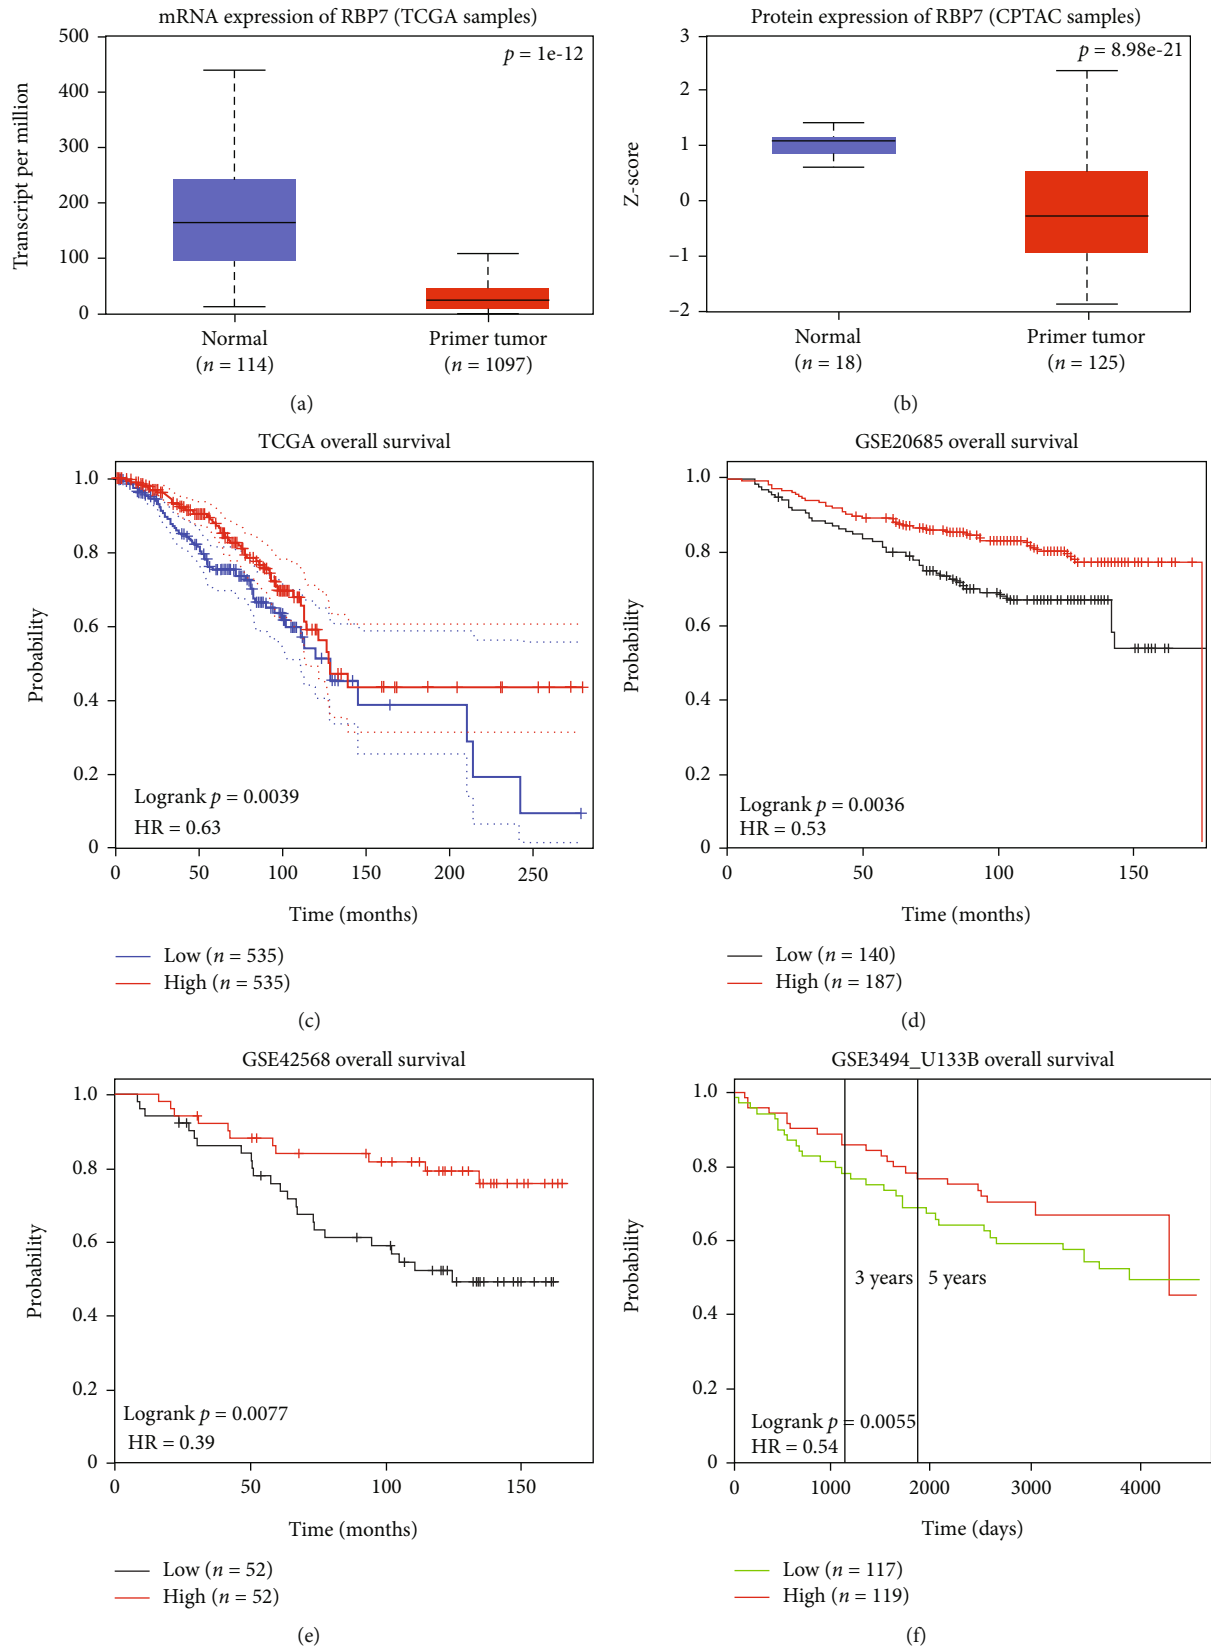 mRNA expression of RBP7 (TCGA samples)
500
400
300
200
100
0
Transcript per million
p = 1e-12
Normal
(n = 114)
Primer tumor
(n = 1097)
(a)
Protein expression of RBP7 (CPTAC samples)
3
2
1
0
−1
−2
Z-score
p = 8.98e-21
Normal
(n = 18)
Primer tumor
(n = 125)
(b)
TCGA overall survival
1.0
0.8
0.6
0.4
0.2
0
Probability
Logrank p = 0.0039
HR = 0.63
0 50 100 150 200 250
Time (months)
Low (n = 535)
High (n = 535)
(c)
GSE20685 overall survival
1.0
0.8
0.6
0.4
0.2
0
Probability
Logrank p = 0.0036
HR = 0.53
0 50 100 150
Time (months)
Low (n = 140)
High (n = 187)
(d)
GSE42568 overall survival
1.0
0.8
0.6
0.4
0.2
0
Probability
Logrank p = 0.0077
HR = 0.39
0 50 100 150
Time (months)
Low (n = 52)
High (n = 52)
(e)
GSE3494_U133B overall survival
1.0
0.8
0.6
0.4
0.2
0
Probability
3 years 5 years
Logrank p = 0.0055
HR = 0.54
0 1000 2000 3000 4000
Time (days)
Low (n = 117)
High (n = 119)
(f)